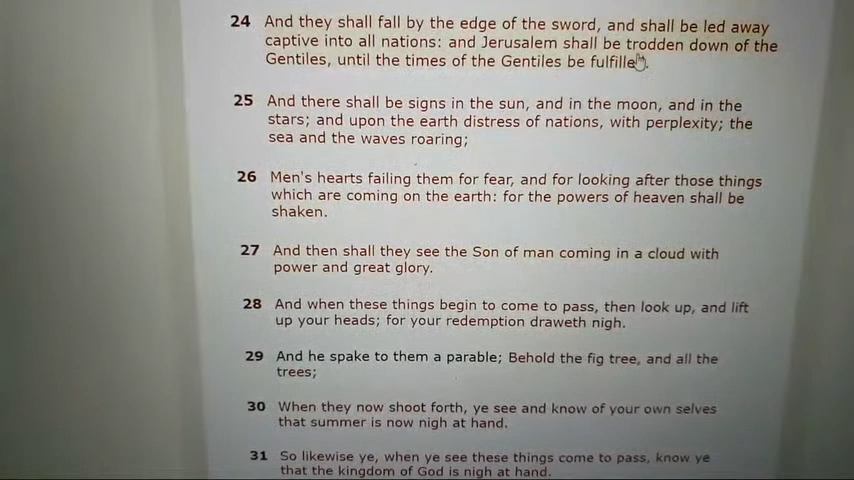 24 And they shall fall by the edge of the sword, and shall be led away
captive into all nations: and Jerusalem shall be trodden down of the
Gentiles, until the times of the Gentiles be fulfilled.
25 And there shall be signs in the sun, and in the moon, and in the
stars; and upon the earth distress of nations, with perplexity; the
sea and the waves roaring;
26 Men's hearts failing them for fear, and for looking after those things
which are coming on the earth: for the powers of heaven shall be
shaken.
27 And then shall they see the Son of man coming in a cloud with
power and great glory.
28 And when these things begin to come to pass, then look up, and lift
up your heads; for your redemption draweth nigh.
29 And he spake to them a parable; Behold the fig tree, and all the
trees;
30 When they now shoot forth, ye see and know of your own selves
that summer is now nigh at hand.
31 So likewise ye, when ye see these things come to pass, know ye
that the kingdom of God is nigh at hand.